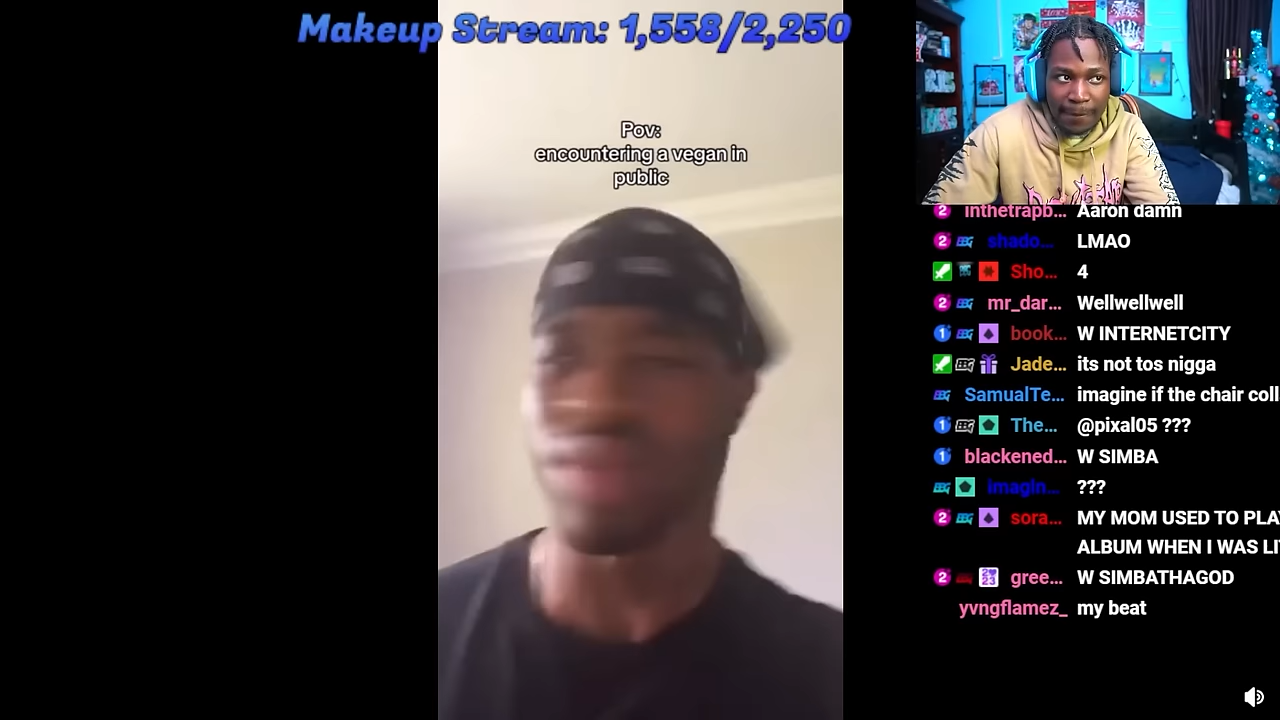 Makeup Stream: 1,558/2,250
Pov:
encountering a vegan in
public
inthetrapb... Aaron damn
shado... LMAO
Sho... 4
mr_dar... Wellwellwell
book... W INTERNETCITY
Jade... its not tos nigga
SamualTe... imagine if the chair coll
The... @pixal05 ???
blackened... W SIMBA
imagin... ???
sora... MY MOM USED TO PLA
ALBUM WHEN I WAS LI
gree... W SIMBATHAGOD
yvngflamez_ my beat